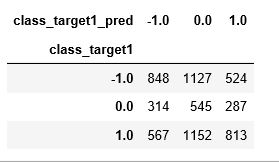 class_target1_pred -1.0 0.0 1.0
class_target1
-1.0 848 1127 524
0.0 314 545 287
1.0 567 1152 813